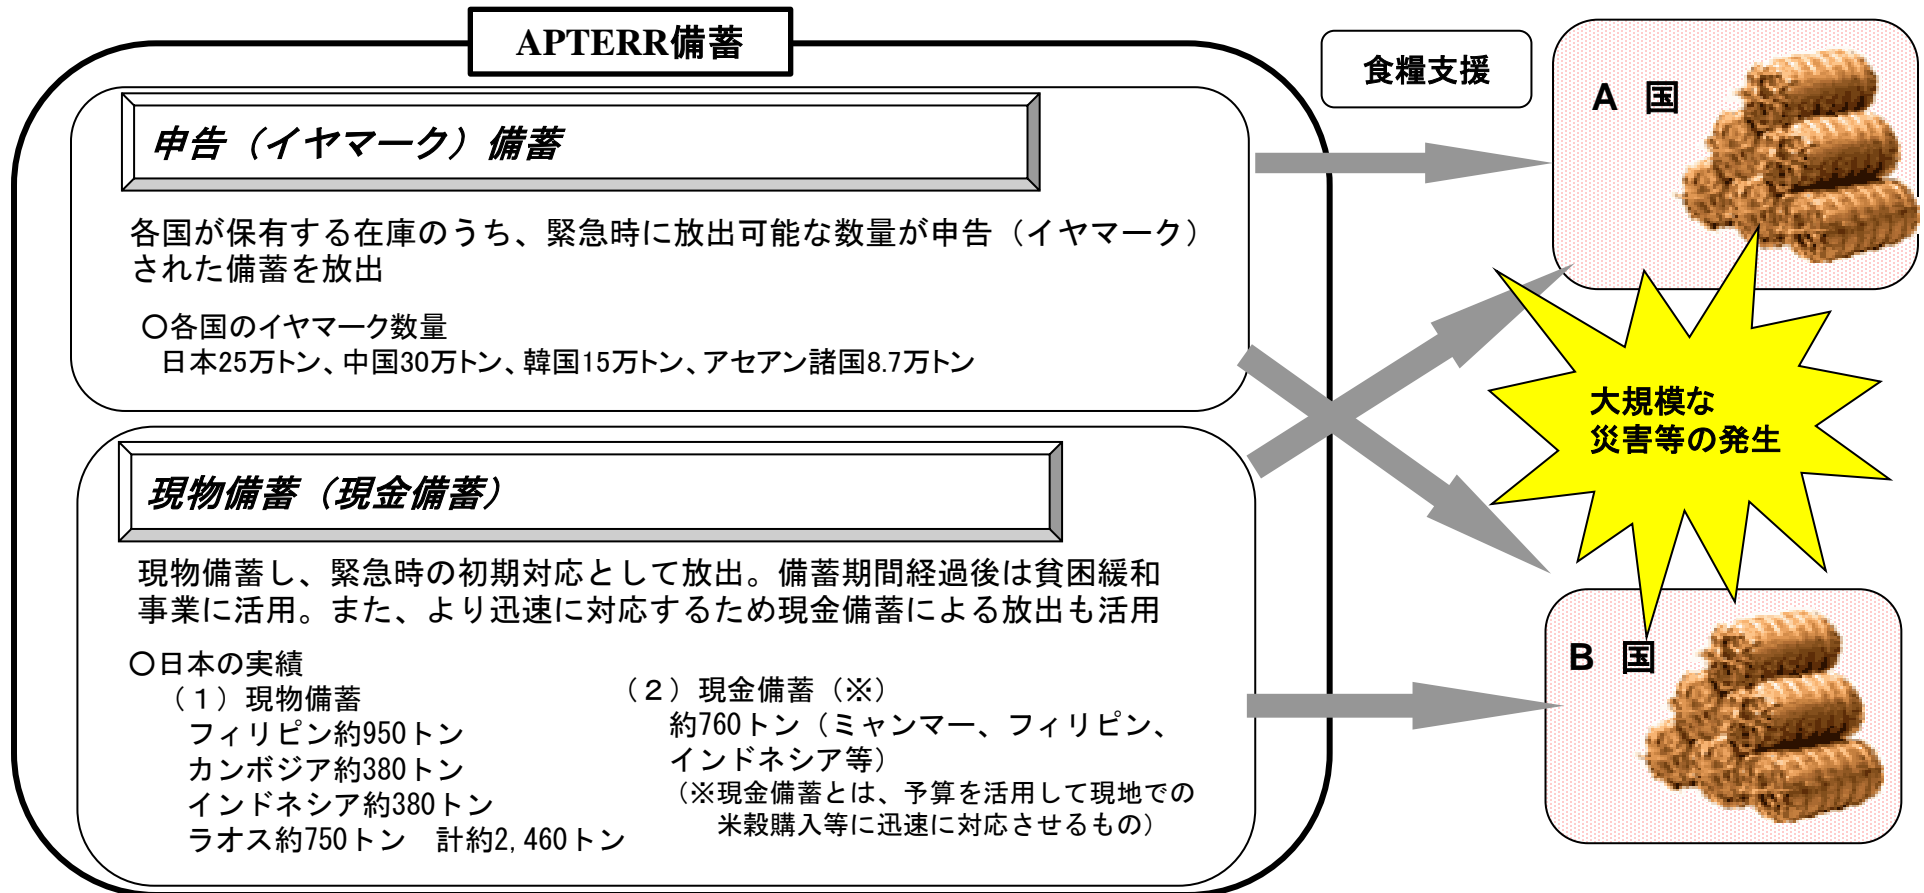 APTERR備蓄
申告（イヤマーク）備蓄
各国が保有する在庫のうち、緊急時に放出可能な数量が申告（イヤマーク）
された備蓄を放出
○各国のイヤマーク数量
日本25万トン、中国30万トン、韓国15万トン、アセアン諸国8.7万トン
現物備蓄（現金備蓄）
現物備蓄し、緊急時の初期対応として放出。備蓄期間経過後は貧困緩和
事業に活用。また、より迅速に対応するため現金備蓄による放出も活用
○日本の実績
（１）現物備蓄
フィリピン約950トン
カンボジア約380トン
インドネシア約380トン
ラオス約750トン　計約2,460トン
（２）現金備蓄（※）
約760トン（ミャンマー、フィリピン、
インドネシア等）
（※現金備蓄とは、予算を活用して現地での
米穀購入等に迅速に対応させるもの）
食糧支援
A 国
大規模な
災害等の発生
B 国